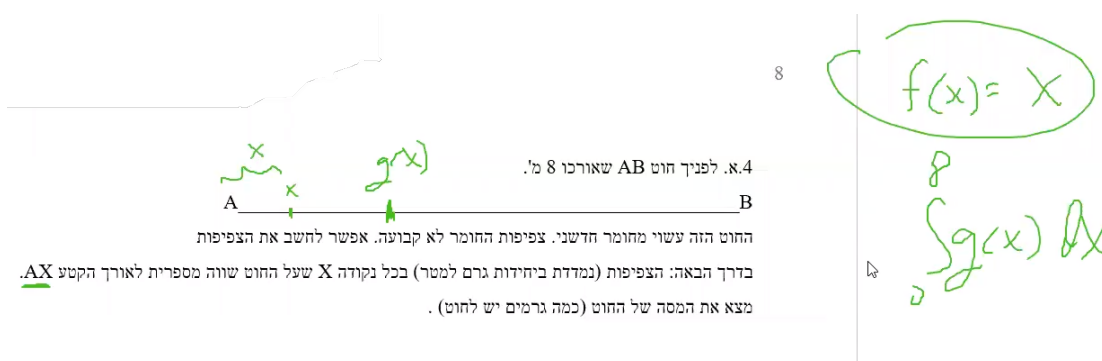 8
f(x)= x
4.א. לפניך חוט AB שאורכו 8 מ'.
x
x
g(x)
A
B
8
∫g(x) dx
0
החוט הזה עשוי מחומר חדשני. צפיפות החומר לא קבועה. אפשר לחשב את הצפיפות
בדרך הבאה: הצפיפות (נמדדת ביחידות גרם למטר) בכל נקודה X שעל החוט שווה מספרית לאורך הקטע AX.
מצא את המסה של החוט (כמה גרמים יש לחוט) .